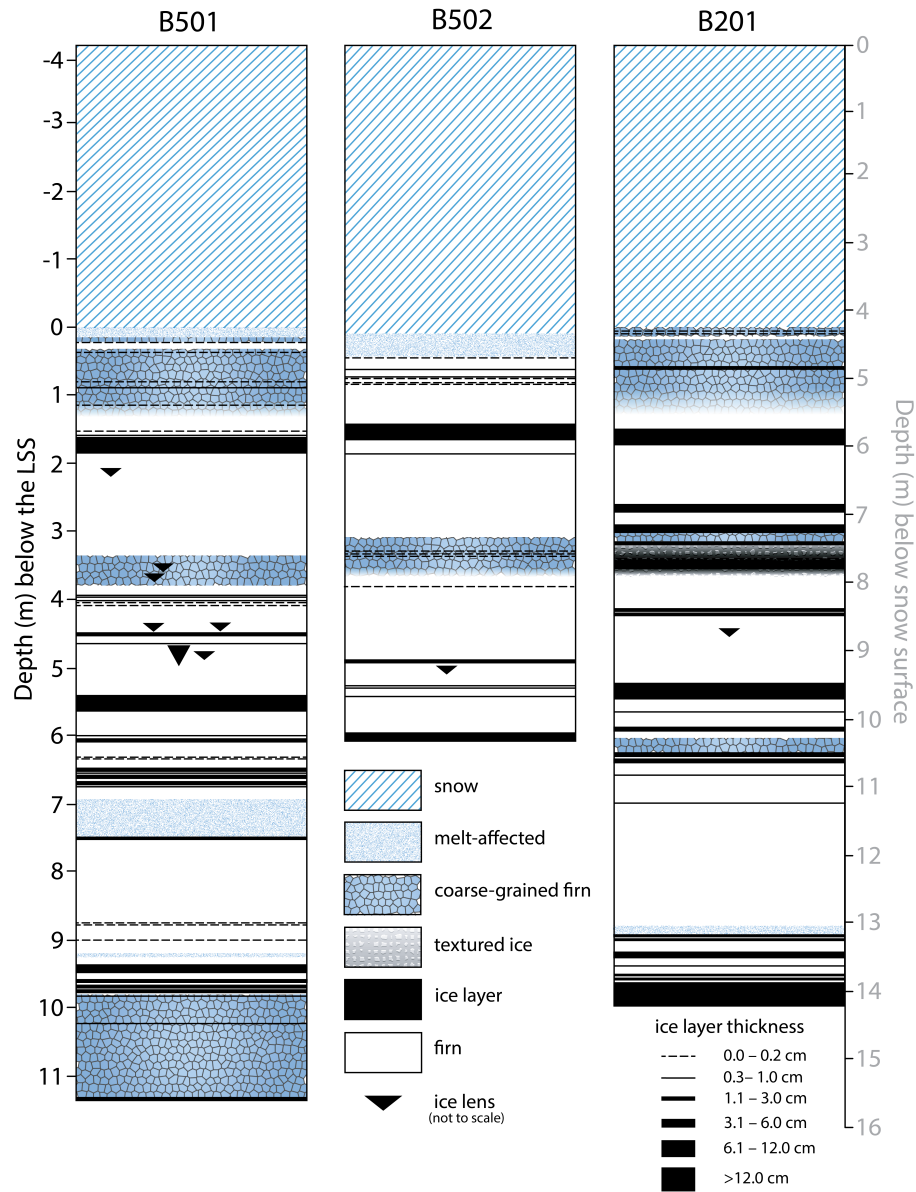 B501
B502
B201
-4
-3
-2
-1
0
1
2
3
4
5
6
7
8
9
10
11
Depth (m) below the LSS
0
1
2
3
4
5
6
7
8
9
10
11
12
13
14
15
16
Depth (m) below snow surface
snow
melt-affected
coarse-grained firn
textured ice
ice layer
firn
ice lens
(not to scale)
ice layer thickness
0.0 – 0.2 cm
0.3– 1.0 cm
1.1 – 3.0 cm
3.1 – 6.0 cm
6.1 – 12.0 cm
>12.0 cm